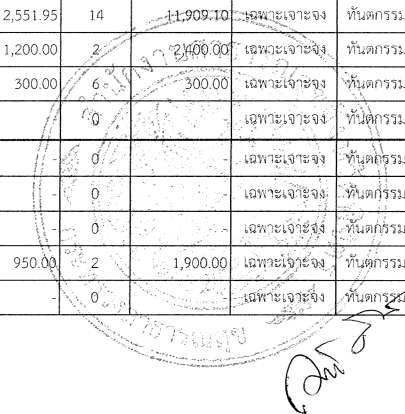 2,551.95 14 11,909.10 เฉพาะเจาะจง ทันตกรรม
1,200.00 2 2,400.00 เฉพาะเจาะจง ทันตกรรม
300.00 6 300.00 เฉพาะเจาะจง ทันตกรรม
0 เฉพาะเจาะจง ทันตกรรม
- 0 - เฉพาะเจาะจง ทันตกรรม
- 0 - เฉพาะเจาะจง ทันตกรรม
- 0 - เฉพาะเจาะจง ทันตกรรม
950.00 2 1,900.00 เฉพาะเจาะจง ทันตกรรม
- 0 - เฉพาะเจาะจง ทันตกรรม